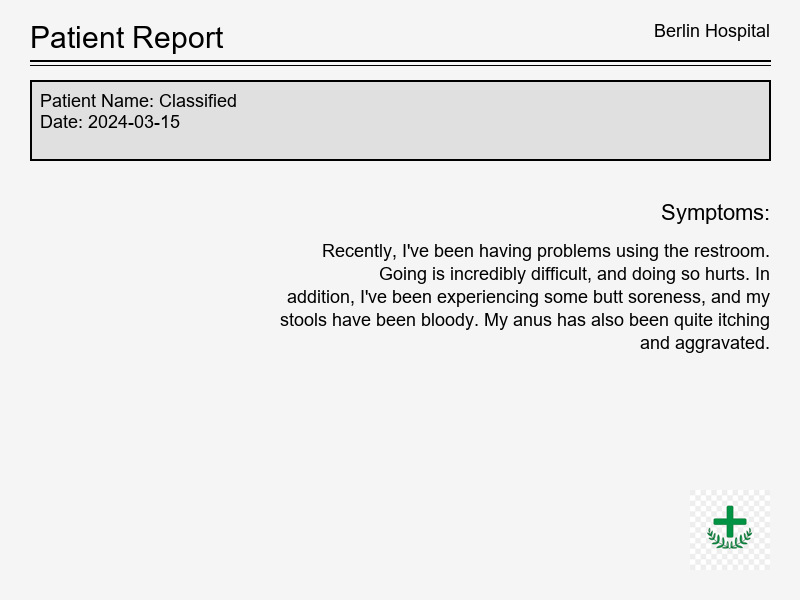 Patient Report
Berlin Hospital
Patient Name: Classified
Date: 2024-03-15
Symptoms:
Recently, I've been having problems using the restroom.
Going is incredibly difficult, and doing so hurts. In
addition, I've been experiencing some butt soreness, and my
stools have been bloody. My anus has also been quite itching
and aggravated.